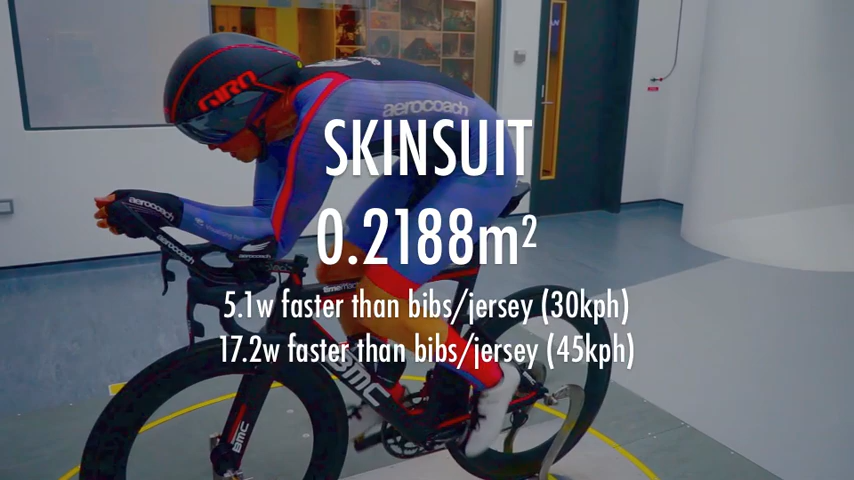 SKINSUIT
0.2188m²
5.1w faster than bibs/jersey (30kph)
17.2w faster than bibs/jersey (45kph)
GIRO
aerocoach
aerocoach
aerocoach
timemachine
BMC
BMC